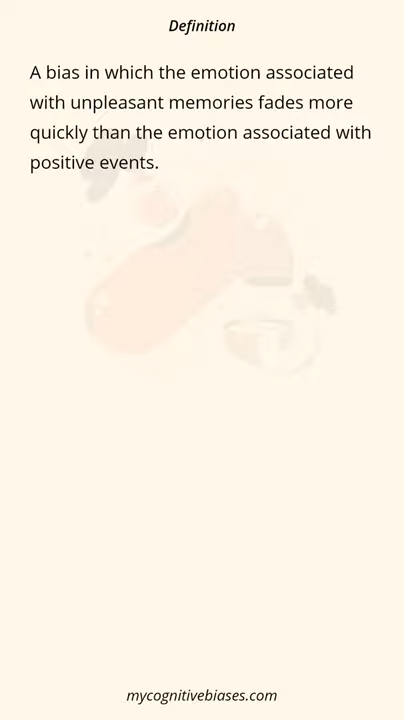 Definition
A bias in which the emotion associated
with unpleasant memories fades more
quickly than the emotion associated with
positive events.
mycognitivebiases.com